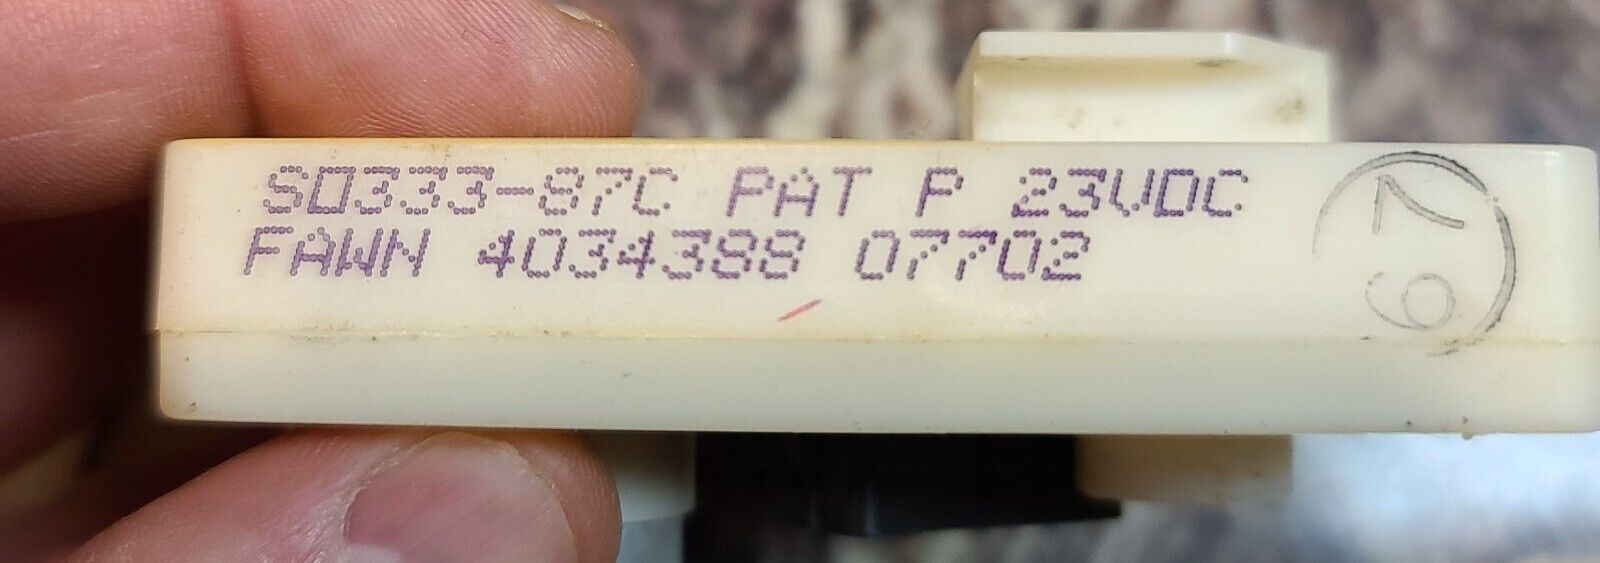 SD333-87C PAT P 23VDC
FAWN 4034388 07702
67